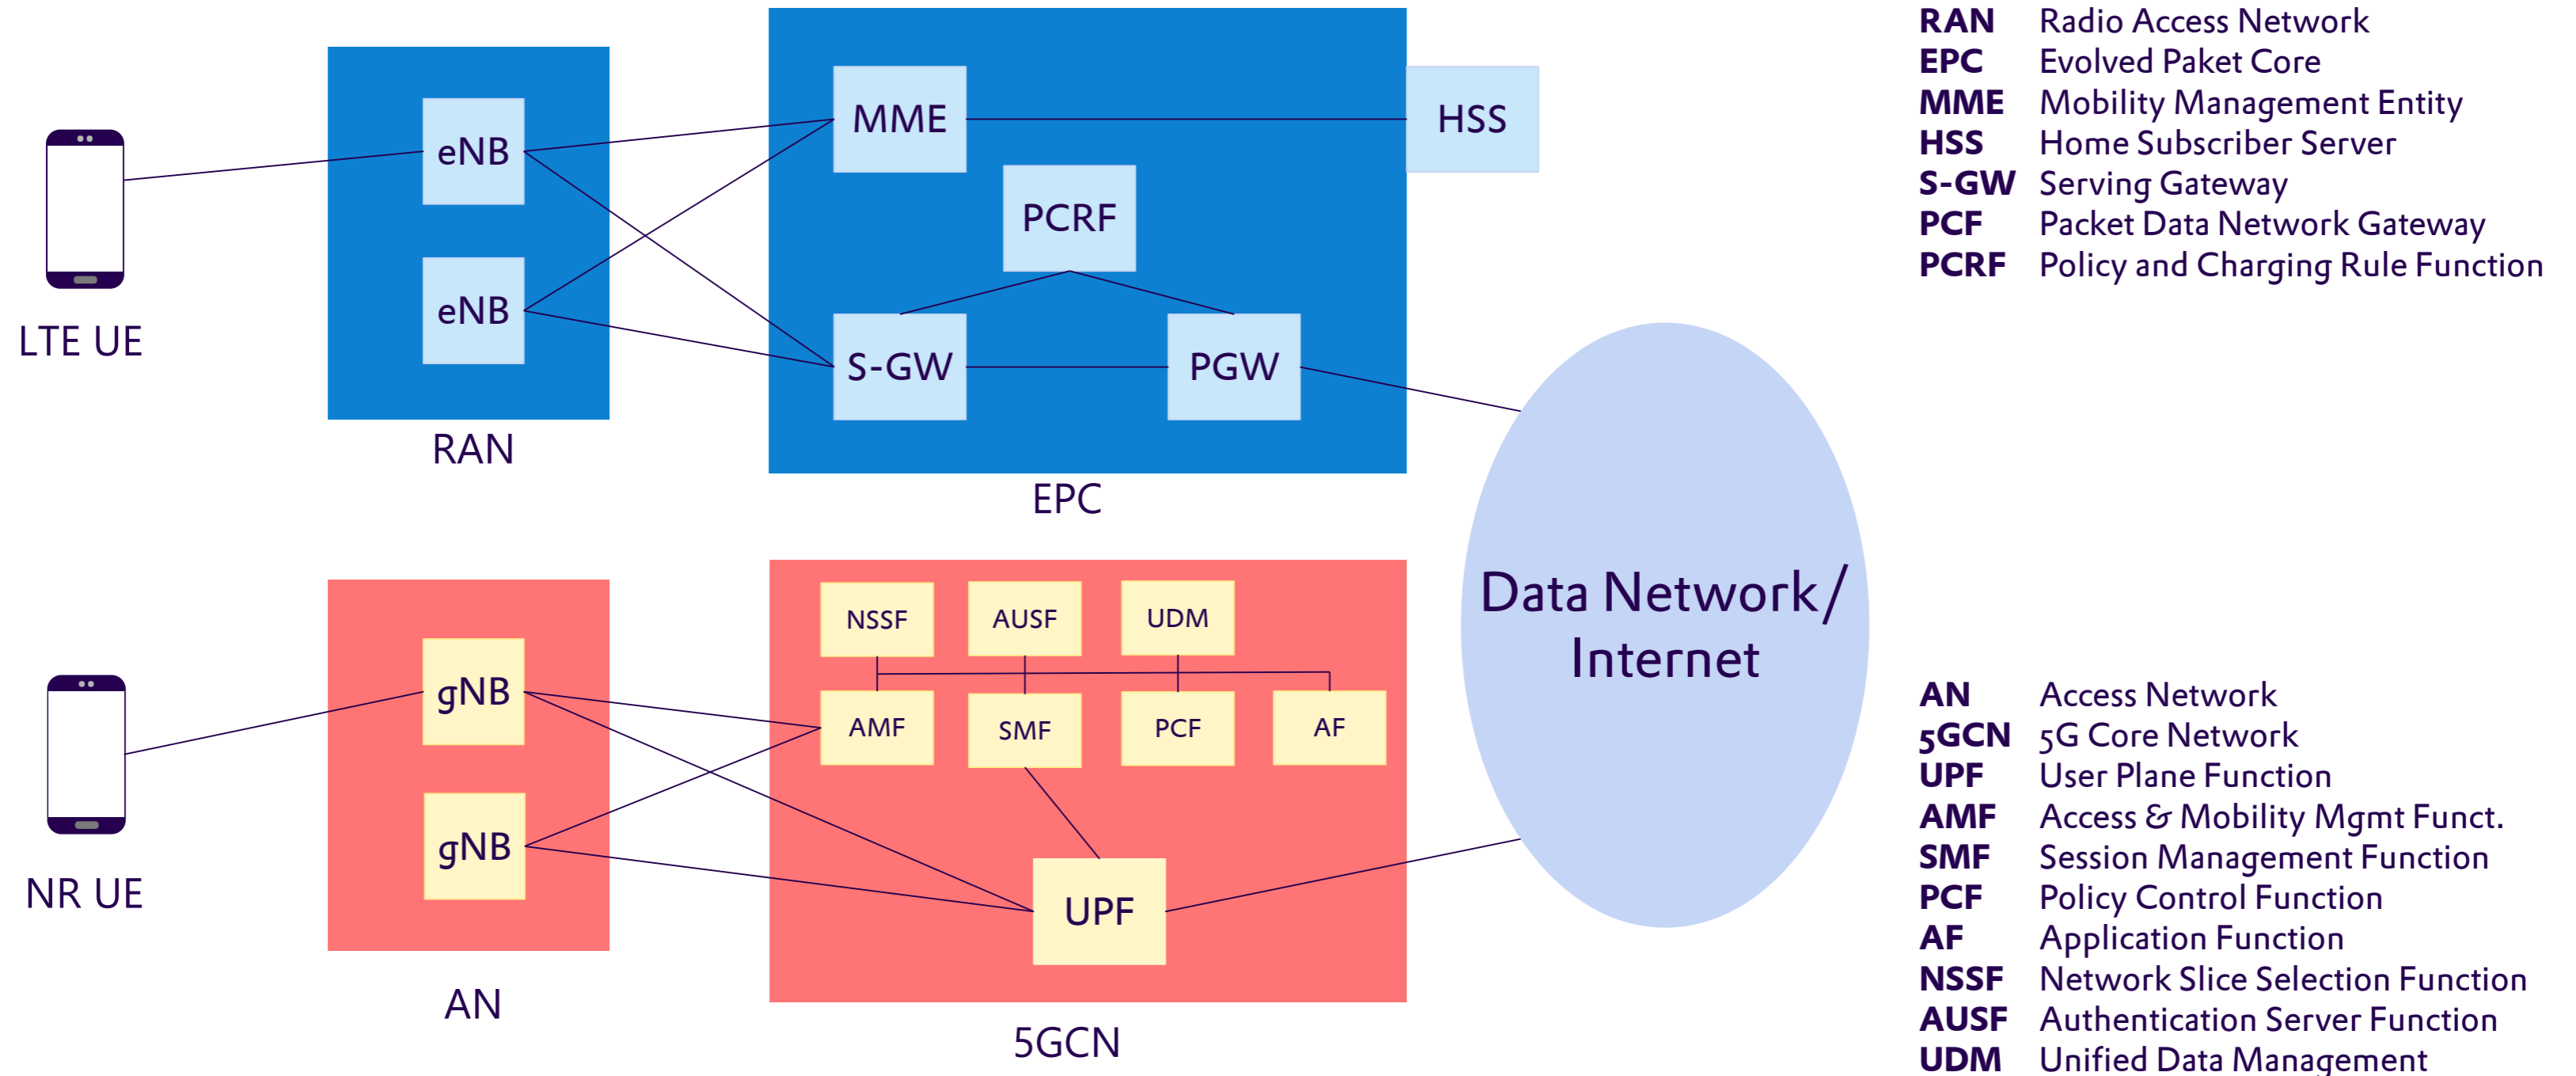 LTE UE
eNB
eNB
RAN
MME
HSS
PCRF
S-GW
PGW
EPC
RAN Radio Access Network
EPC Evolved Paket Core
MME Mobility Management Entity
HSS Home Subscriber Server
S-GW Serving Gateway
PCF Packet Data Network Gateway
PCRF Policy and Charging Rule Function
Data Network/
Internet
NR UE
gNB
gNB
AN
NSSF
AUSF
UDM
AMF
SMF
PCF
AF
UPF
5GCN
AN Access Network
5GCN 5G Core Network
UPF User Plane Function
AMF Access & Mobility Mgmt Funct.
SMF Session Management Function
PCF Policy Control Function
AF Application Function
NSSF Network Slice Selection Function
AUSF Authentication Server Function
UDM Unified Data Management